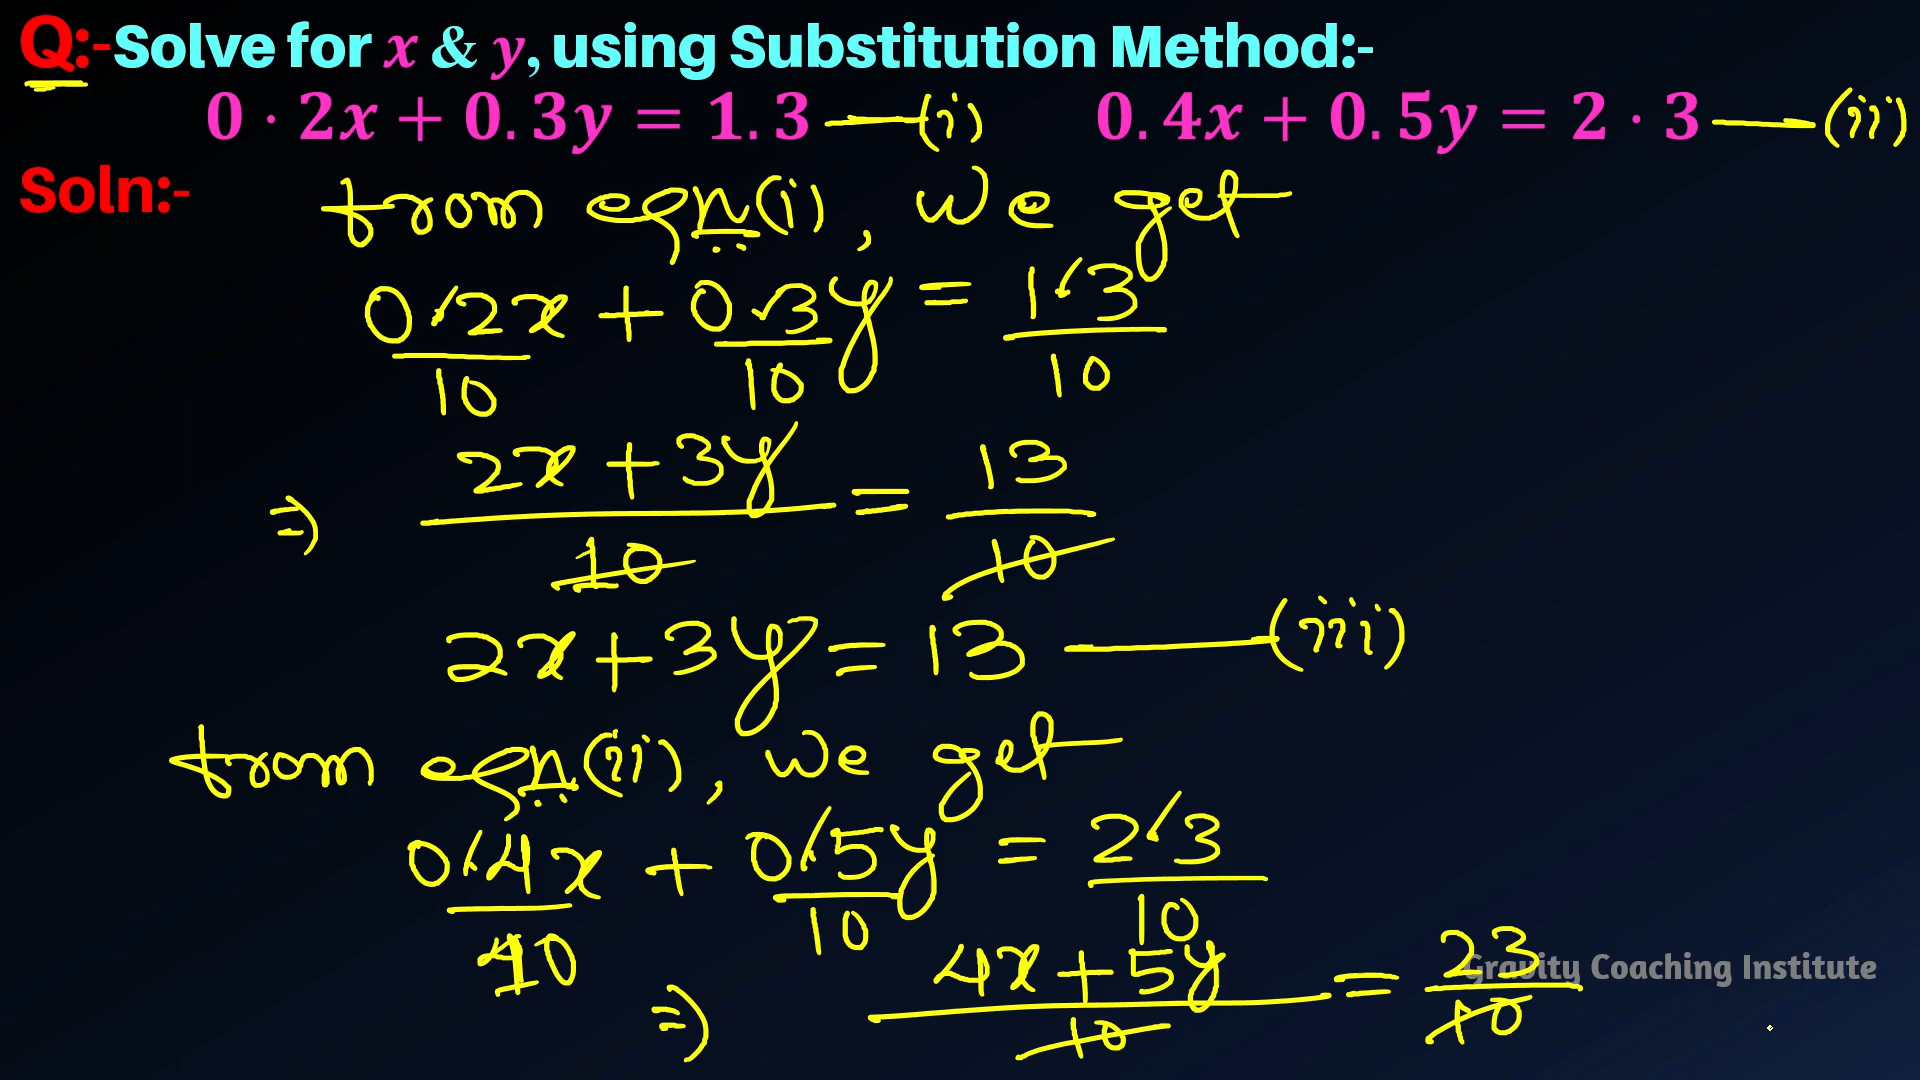 Q:-Solve for x & y, using Substitution Method:-
0 · 2x + 0.3y = 1.3 —(i) 0.4x + 0.5y = 2 · 3 —(ii)
Soln:- from eqn(i), we get
0.2x/10 + 0.3y/10 = 1.3/10
⇒ 2x + 3y/10 = 13/10
2x + 3y = 13 —(iii)
from eqn(ii), we get
0.4x/10 + 0.5y/10 = 2.3/10
⇒ 4x + 5y/10 = 23/10
Gravity Coaching Institute